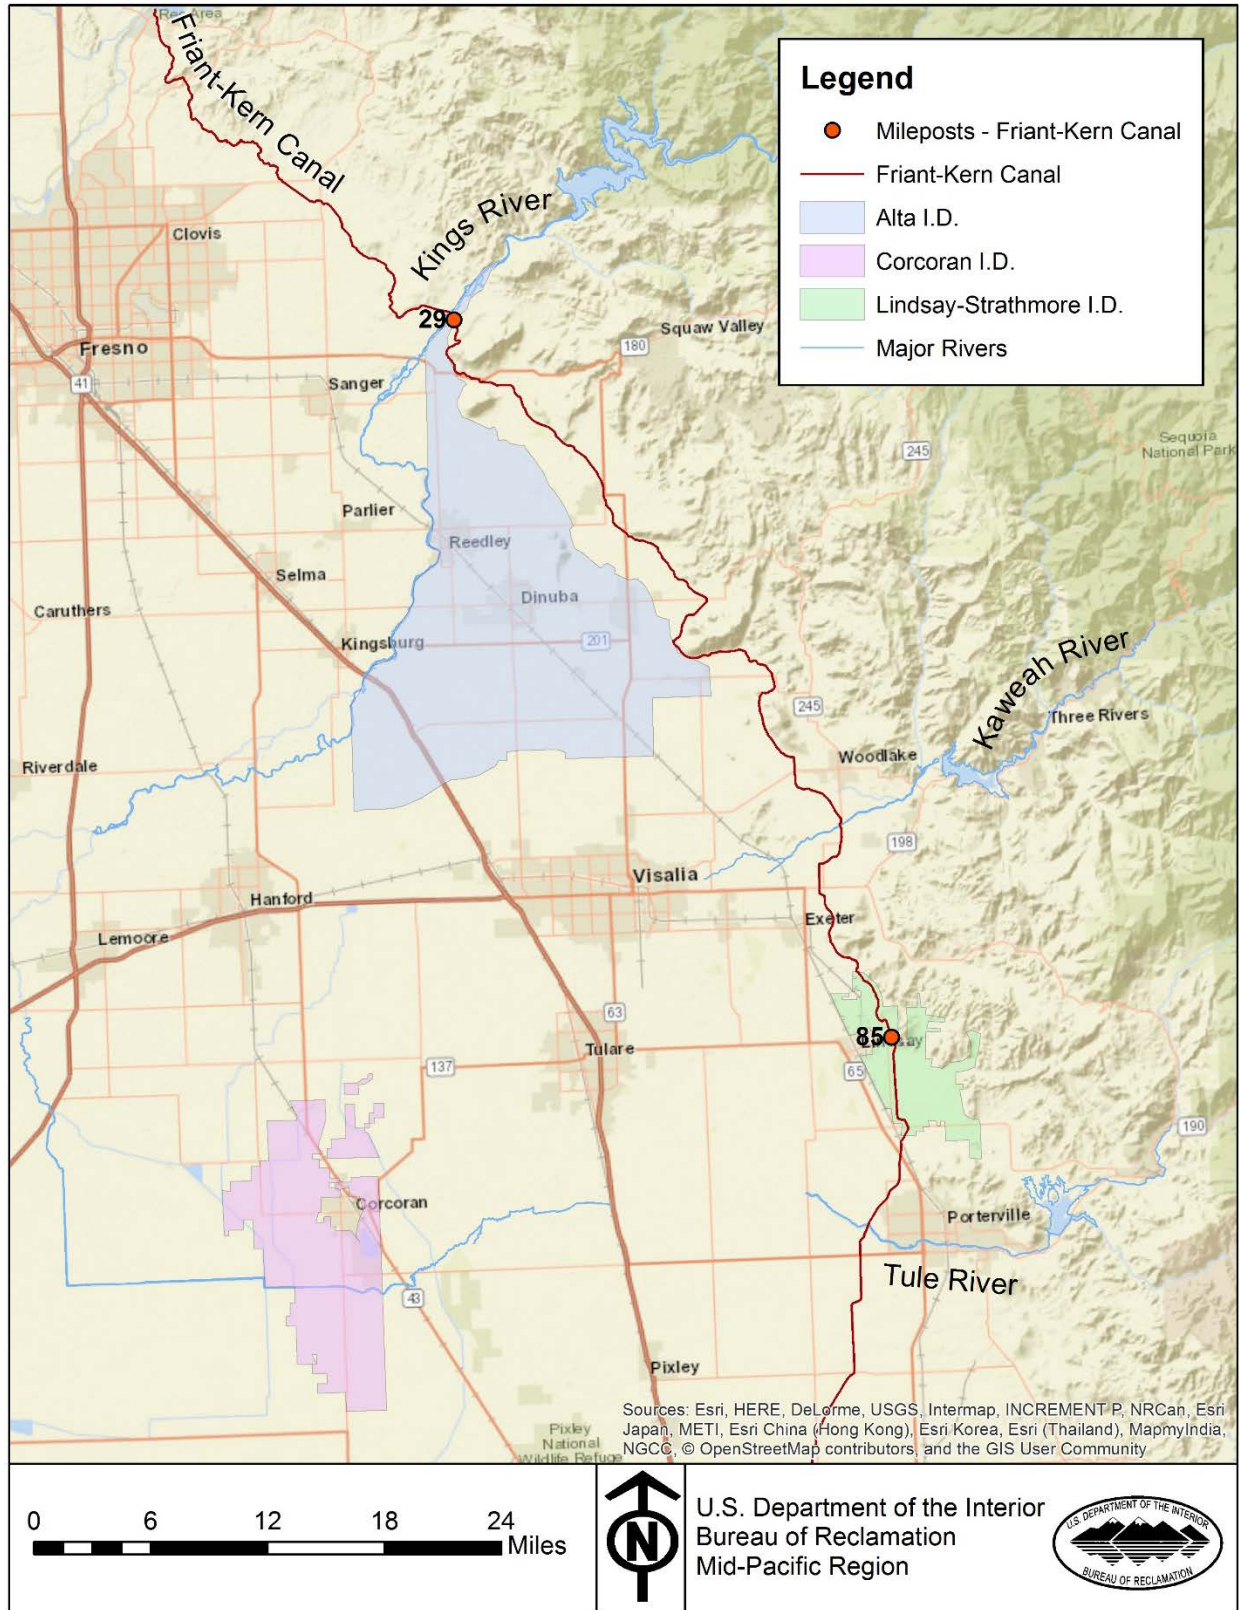 Rec Area
Friant-Kern Canal
Legend
Mileposts - Friant-Kern Canal
Friant-Kern Canal
Alta I.D.
Corcoran I.D.
Lindsay-Strathmore I.D.
Major Rivers
Kings River
Clovis
29
Squaw Valley
180
Fresno
41
Sanger
245
Sequoia
National Park
Parlier
Reedley
Selma
Dinuba
Caruthers
Kingsburg
201
Kaweah River
245
Three Rivers
Woodlake
Riverdale
198
Visalia
Hanford
Exeter
Lemoore
63
85
Lindsay
Tulare
137
65
190
Corcoran
Porterville
Tule River
43
Pixley
Sources: Esri, HERE, DeLorme, USGS, Intermap, INCREMENT P, NRCan, Esri
Japan, METI, Esri China (Hong Kong), Esri Korea, Esri (Thailand), MapmyIndia,
NGCC, © OpenStreetMap contributors, and the GIS User Community
Pixley
National
Wildlife Refuge
0 6 12 18 24
Miles
N
U.S. Department of the Interior
Bureau of Reclamation
Mid-Pacific Region
U.S. DEPARTMENT OF THE INTERIOR
BUREAU OF RECLAMATION